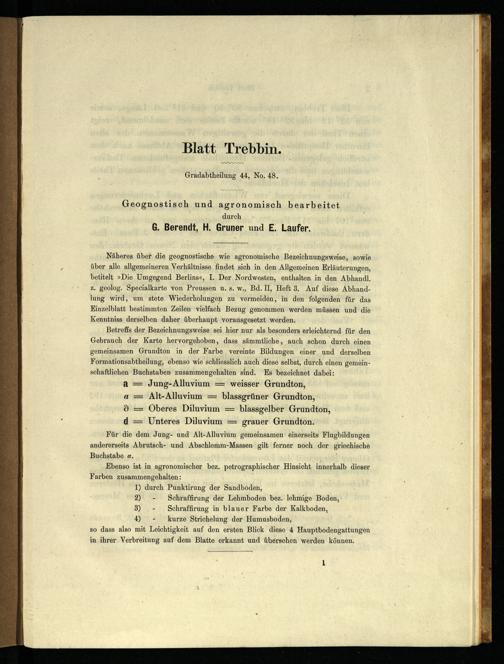 Blatt Trebbin.
Gradabtheilung 44, No. 48.
Geognostisch und agronomisch bearbeitet
durch
G. Berendt, H. Gruner und E. Laufer.
Näheres über die geognostische wie agronomische Bezeichnungsweise, sowie
über alle allgemeineren Verhältnisse findet sich in den Allgemeinen Erläuterungen,
betitelt »Die Umgegend Berlins«, I. Der Nordwesten, enthalten in den Abhandl.
z. geolog. Specialkarte von Preussen u. s. w., Bd. II, Heft 3. Auf diese Abhand-
lung wird, um stete Wiederholungen zu vermeiden, in den folgenden für das
Einzelblatt bestimmten Zeilen vielfach Bezug genommen werden müssen und die
Kenntniss derselben daher überhaupt vorausgesetzt werden.
Betreffs der Bezeichnungsweise sei hier nur als besonders erleichternd für den
Gebrauch der Karte hervorgehoben, dass sämmtliche, auch schon durch einen
gemeinsamen Grundton in der Farbe vereinte Bildungen einer und derselben
Formationsabtheilung, ebenso wie schliesslich auch diese selbst, durch einen gemein-
schaftlichen Buchstaben zusammengehalten sind. Es bezeichnet dabei:
a = Jung-Alluvium = weisser Grundton,
a = Alt-Alluvium = blassgrüner Grundton,
∂ = Oberes Diluvium = blassgelber Grundton,
d = Unteres Diluvium = grauer Grundton.
Für die dem Jung- und Alt-Alluvium gemeinsamen einerseits Flugbildungen
andererseits Abrutsch- und Abschlemm-Massen gilt ferner noch der griechische
Buchstabe α.
Ebenso ist in agronomischer bez. petrographischer Hinsicht innerhalb dieser
Farben zusammengehalten:
1) durch Punktirung der Sandboden,
2) - Schraffirung der Lehmboden bez. lehmige Boden,
3) - Schraffirung in blauer Farbe der Kalkboden,
4) - kurze Strichelung der Humusboden,
so dass also mit Leichtigkeit auf den ersten Blick diese 4 Hauptbodengattungen
in ihrer Verbreitung auf dem Blatte erkannt und übersehen werden können.
1